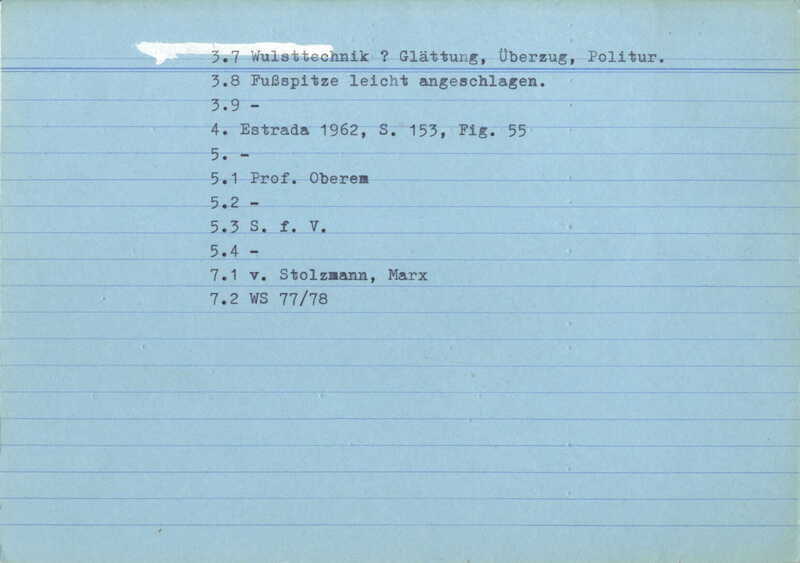 3.7 Wulsttechnik ? Glättung, Überzug, Politur.
3.8 Fußspitze leicht angeschlagen.
3.9 -
4. Estrada 1962, S. 153, Fig. 55
5. -
5.1 Prof. Oberem
5.2 -
5.3 S. f. V.
5.4 -
7.1 v. Stolzmann, Marx
7.2 WS 77/78